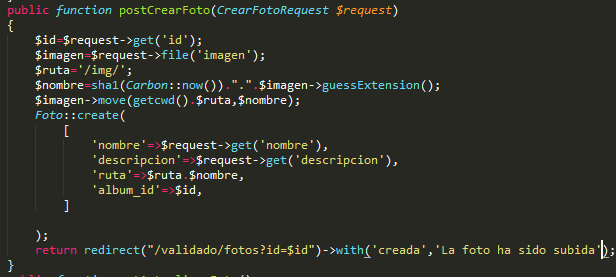 public function postCrearFoto(CrearFotoRequest $request)
{
$id=$request->get('id');
$imagen=$request->file('imagen');
$ruta='/img/';
$nombre=sha1(Carbon::now()).".".$imagen->guessExtension();
$imagen->move(getcwd().$ruta,$nombre);
Foto::create(
[
'nombre'=>$request->get('nombre'),
'descripcion'=>$request->get('descripcion'),
'ruta'=>$ruta.$nombre,
'album_id'=>$id,
]
);
return redirect("/validado/fotos?id=$id")->with('creada','La foto ha sido subida');
}